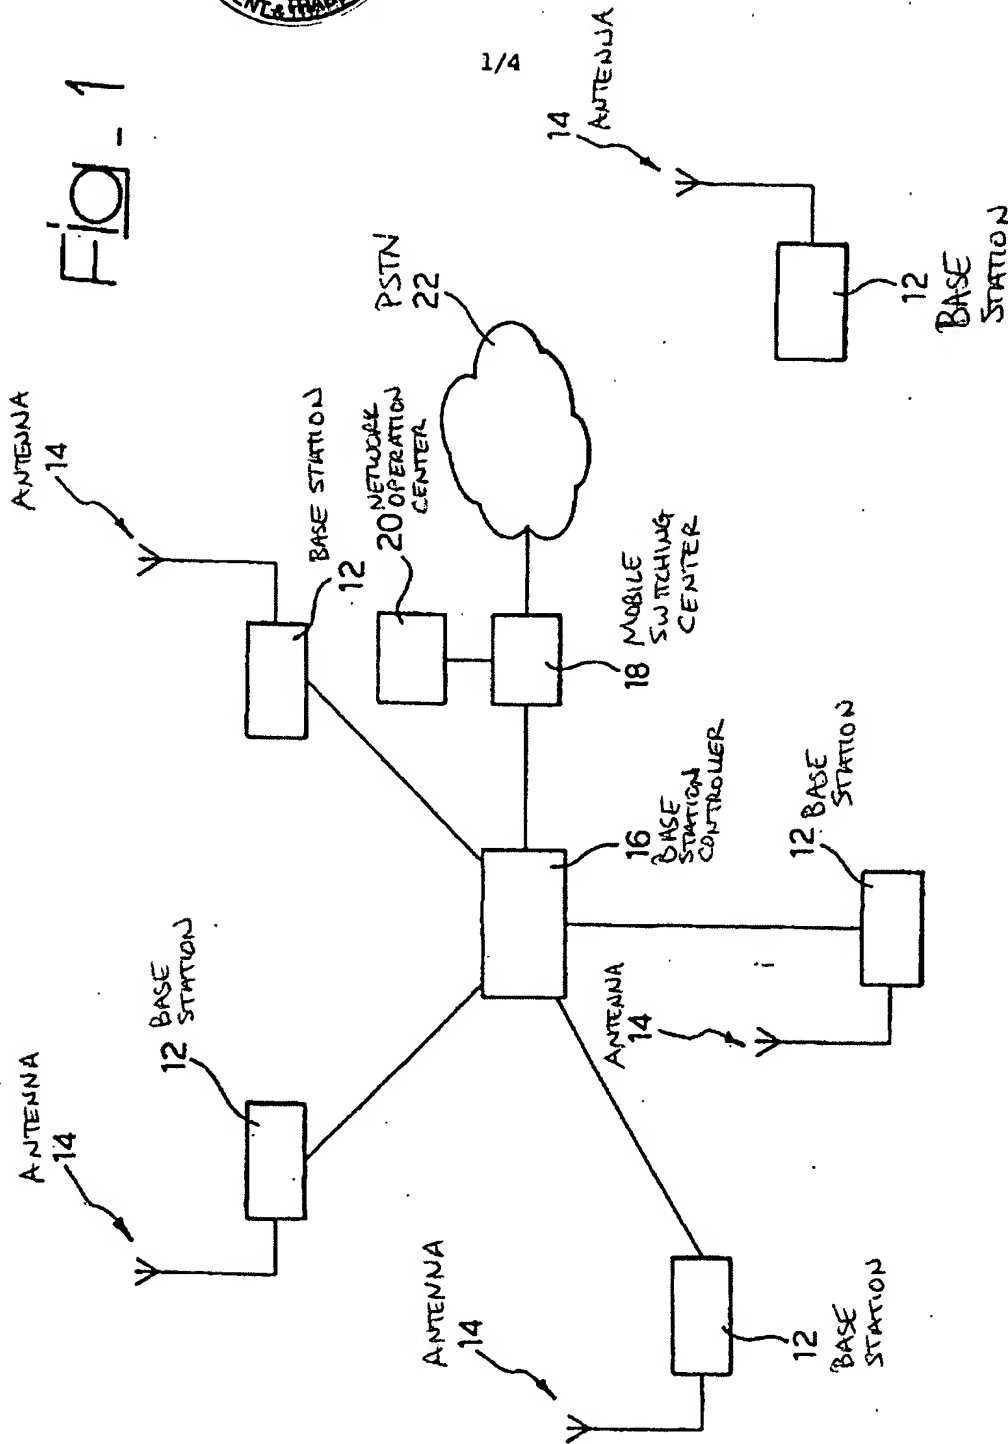 1/4
Fig-1
ANTENNA
14
ANTENNA
14
12 BASE
STATION
BASE STATION
12
20 NETWORK
OPERATION
CENTER
PSTN
22
ANTENNA
14
14 ANTENNA
18 MOBILE
SWITCHING
CENTER
16
BASE
STATION
CONTROLLER
ANTENNA
14
12
BASE
STATION
12 BASE
STATION
12
BASE
STATION